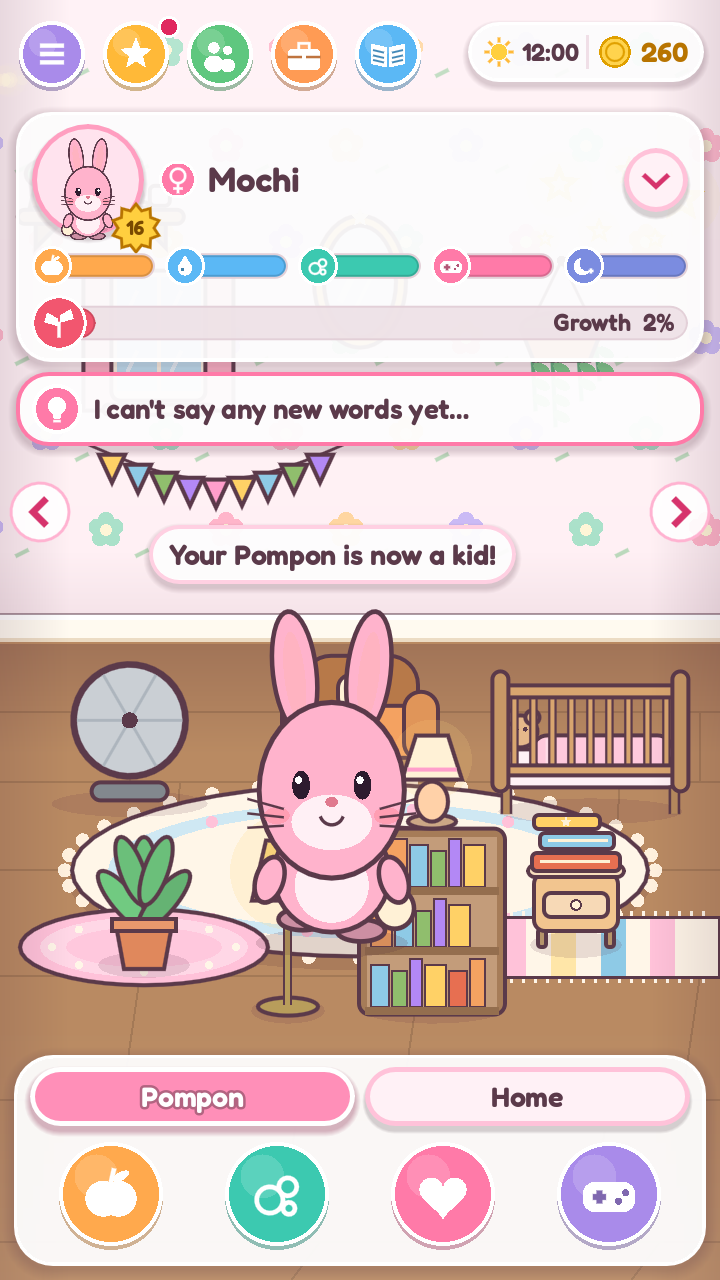 12:00
260
Mochi
16
Growth 2%
I can't say any new words yet...
Your Pompon is now a kid!
Pompon
Home